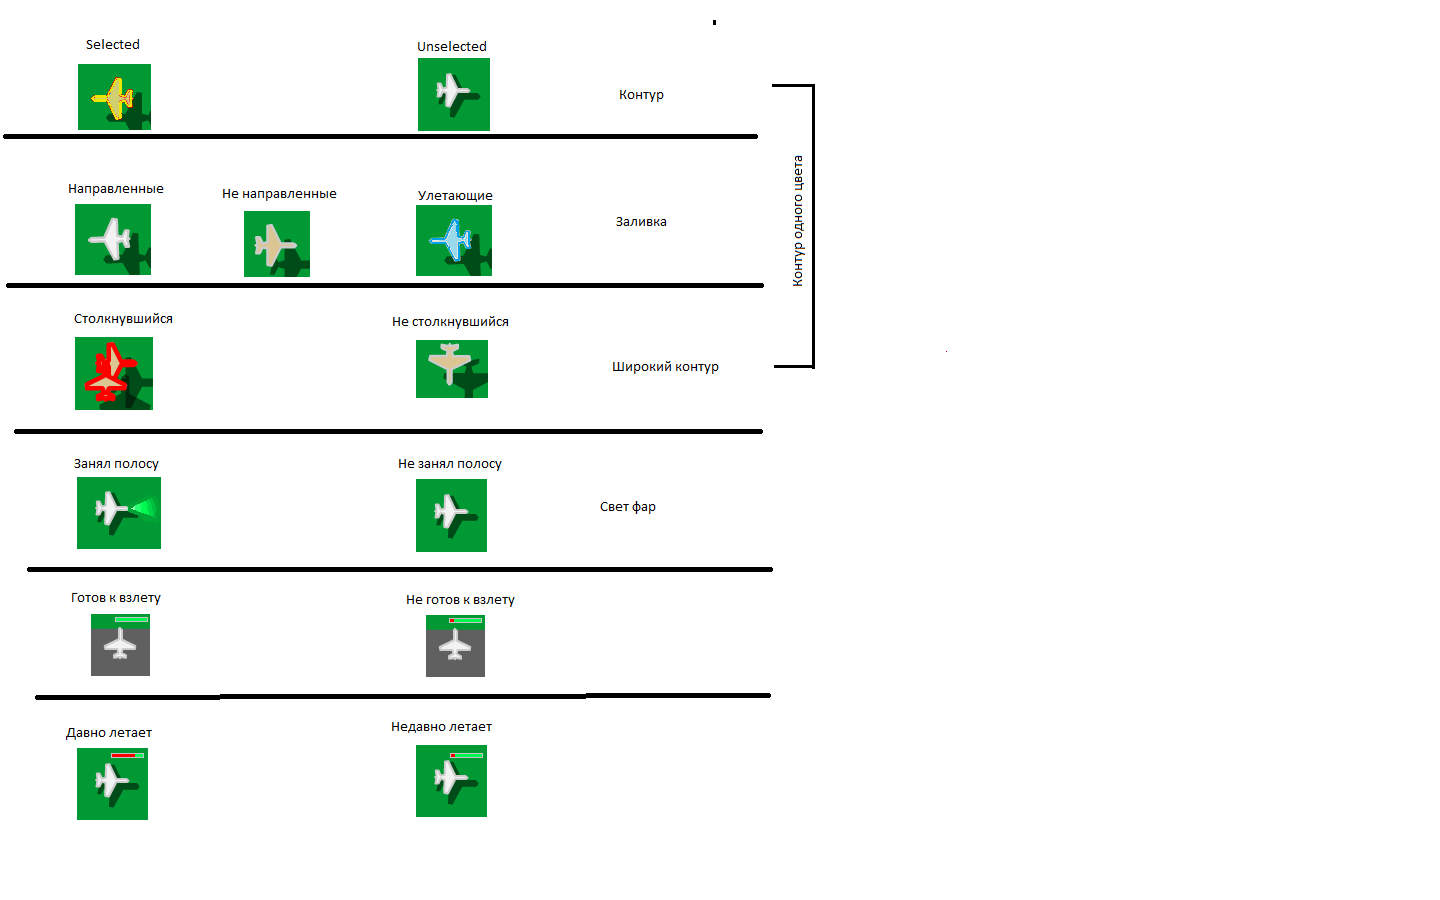 Selected
Unselected
Контур
Направленные
Не направленные
Улетающие
Заливка
Контур одного цвета
Столкнувшийся
Не столкнувшийся
Широкий контур
Занял полосу
Не занял полосу
Свет фар
Готов к взлету
Не готов к взлету
Давно летает
Недавно летает